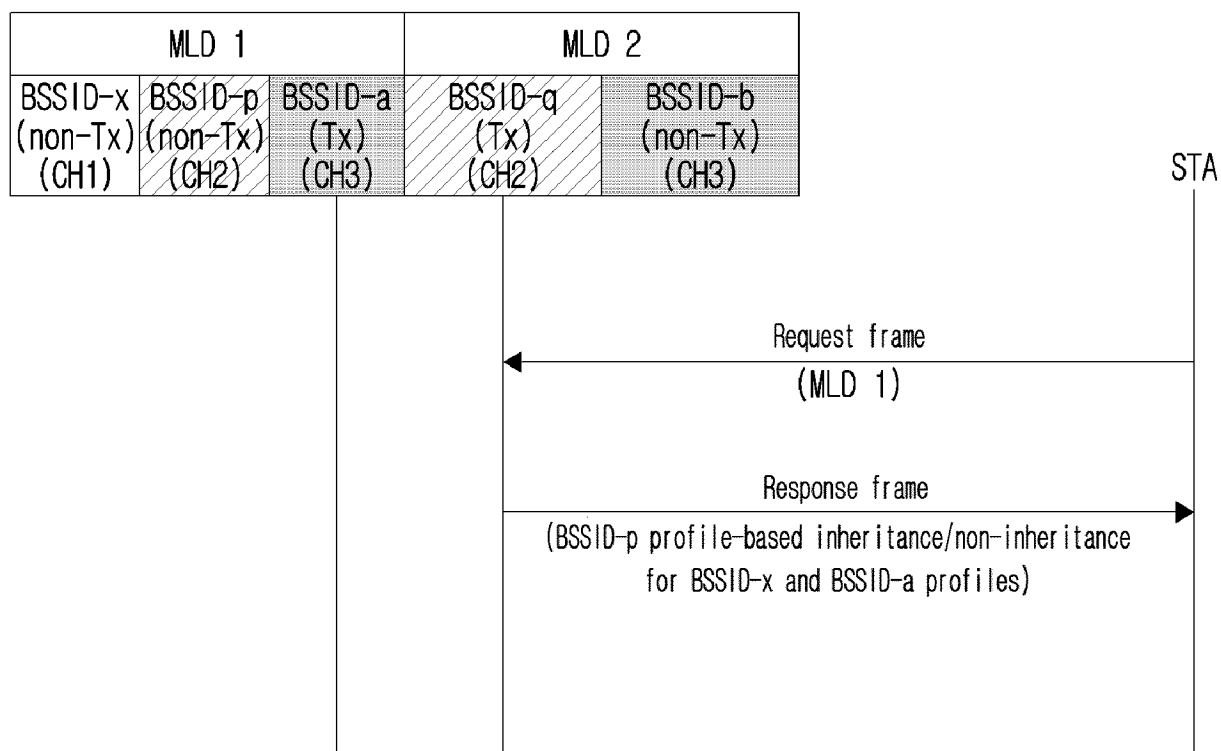 MLD 1
MLD 2
BSSID-x
(non-Tx)
(CH1)
BSSID-p
(non-Tx)
(CH2)
BSSID-a
(Tx)
(CH3)
BSSID-q
(Tx)
(CH2)
BSSID-b
(non-Tx)
(CH3)
STA
Request frame
(MLD 1)
Response frame
(BSSID-p profile-based inheritance/non-inheritance
for BSSID-x and BSSID-a profiles)